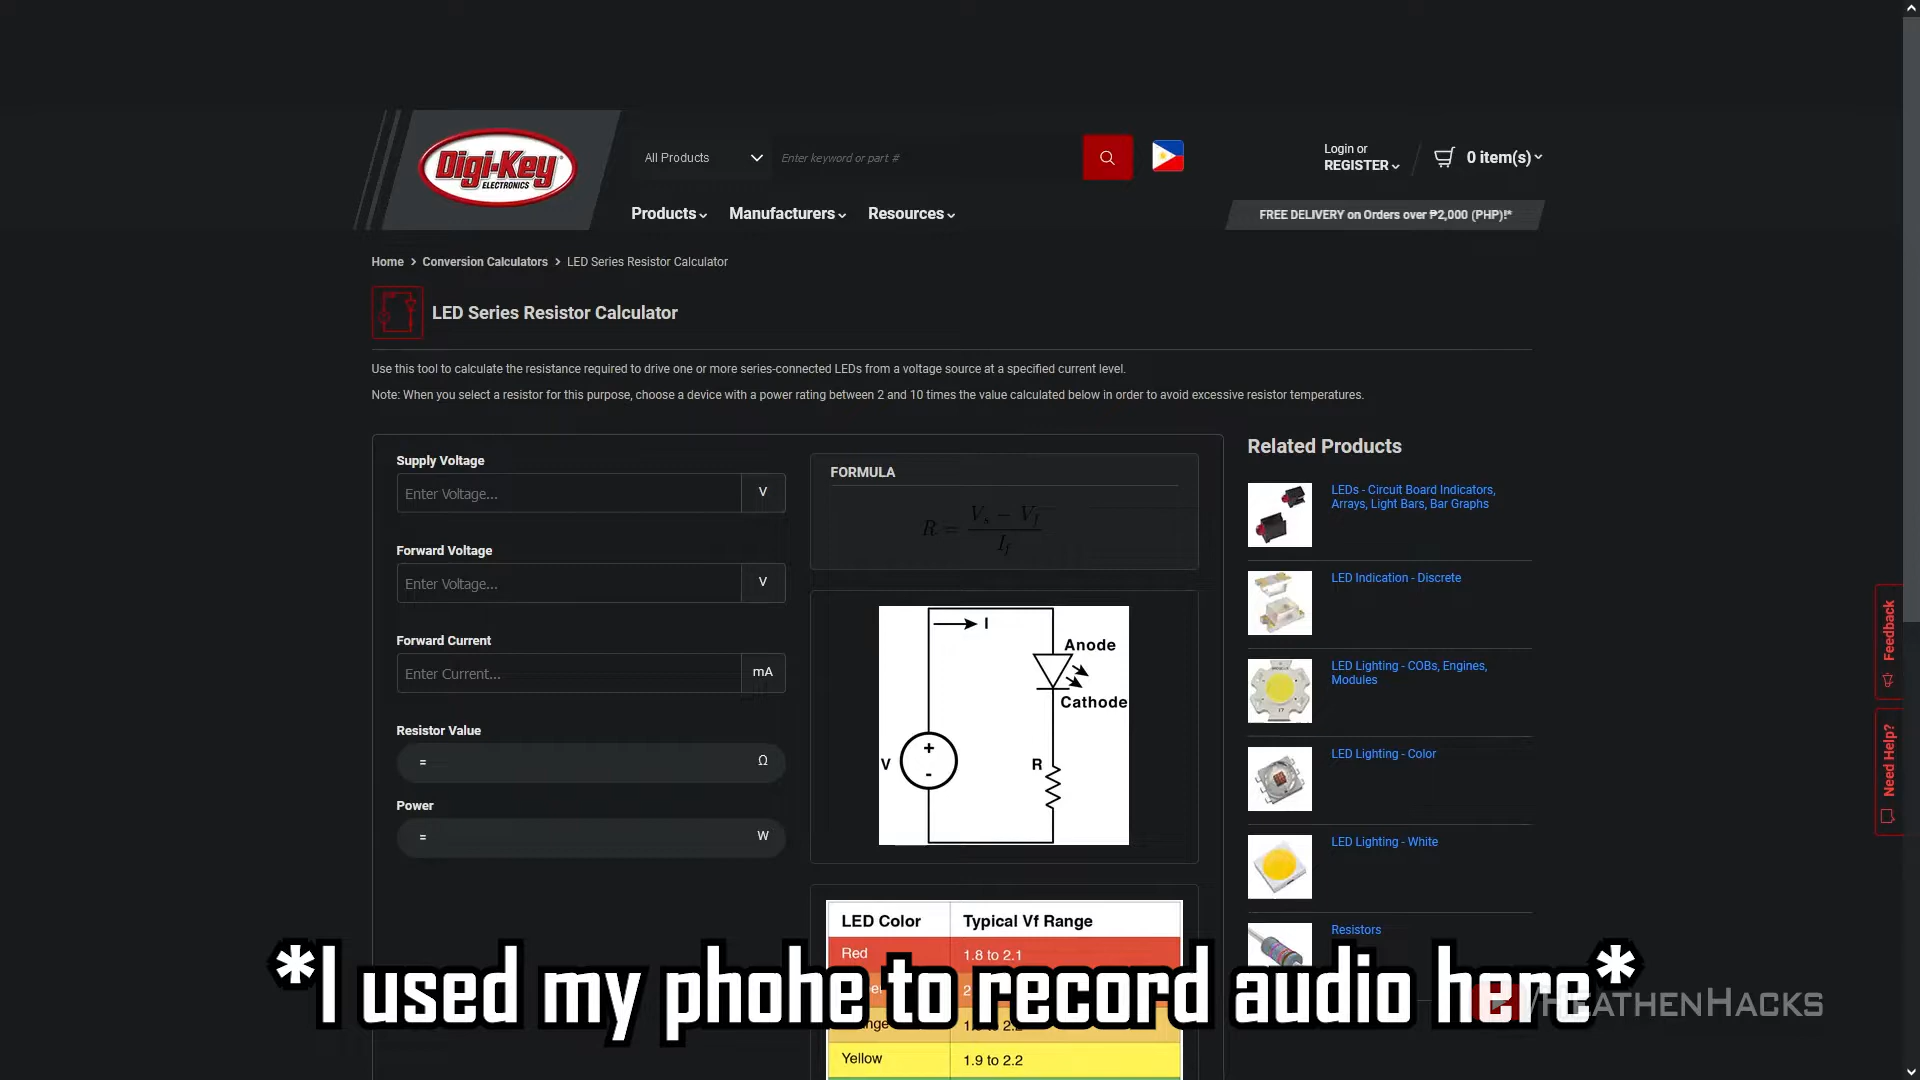 Digi-Key
ELECTRONICS
All Products
Enter keyword or part #
Login or
REGISTER
0 item(s)
Products
Manufacturers
Resources
FREE DELIVERY on Orders over ₱2,000 (PHP)!*
Home > Conversion Calculators > LED Series Resistor Calculator
LED Series Resistor Calculator
Use this tool to calculate the resistance required to drive one or more series-connected LEDs from a voltage source at a specified current level.
Note: When you select a resistor for this purpose, choose a device with a power rating between 2 and 10 times the value calculated below in order to avoid excessive resistor temperatures.
Supply Voltage
Enter Voltage...
V
Forward Voltage
Enter Voltage...
V
Forward Current
Enter Current...
mA
Resistor Value
=
Ω
Power
=
W
FORMULA
R = Vs − Vf
If
I
Anode
Cathode
+
-
V
R
LED Color
Typical Vf Range
Red
1.8 to 2.1
Yellow
1.9 to 2.2
Related Products
LEDs - Circuit Board Indicators,
Arrays, Light Bars, Bar Graphs
LED Indication - Discrete
LED Lighting - COBs, Engines,
Modules
LED Lighting - Color
LED Lighting - White
Resistors
Feedback
Need Help?
*I used my phohe to record audio here*
/HEATHENHACKS